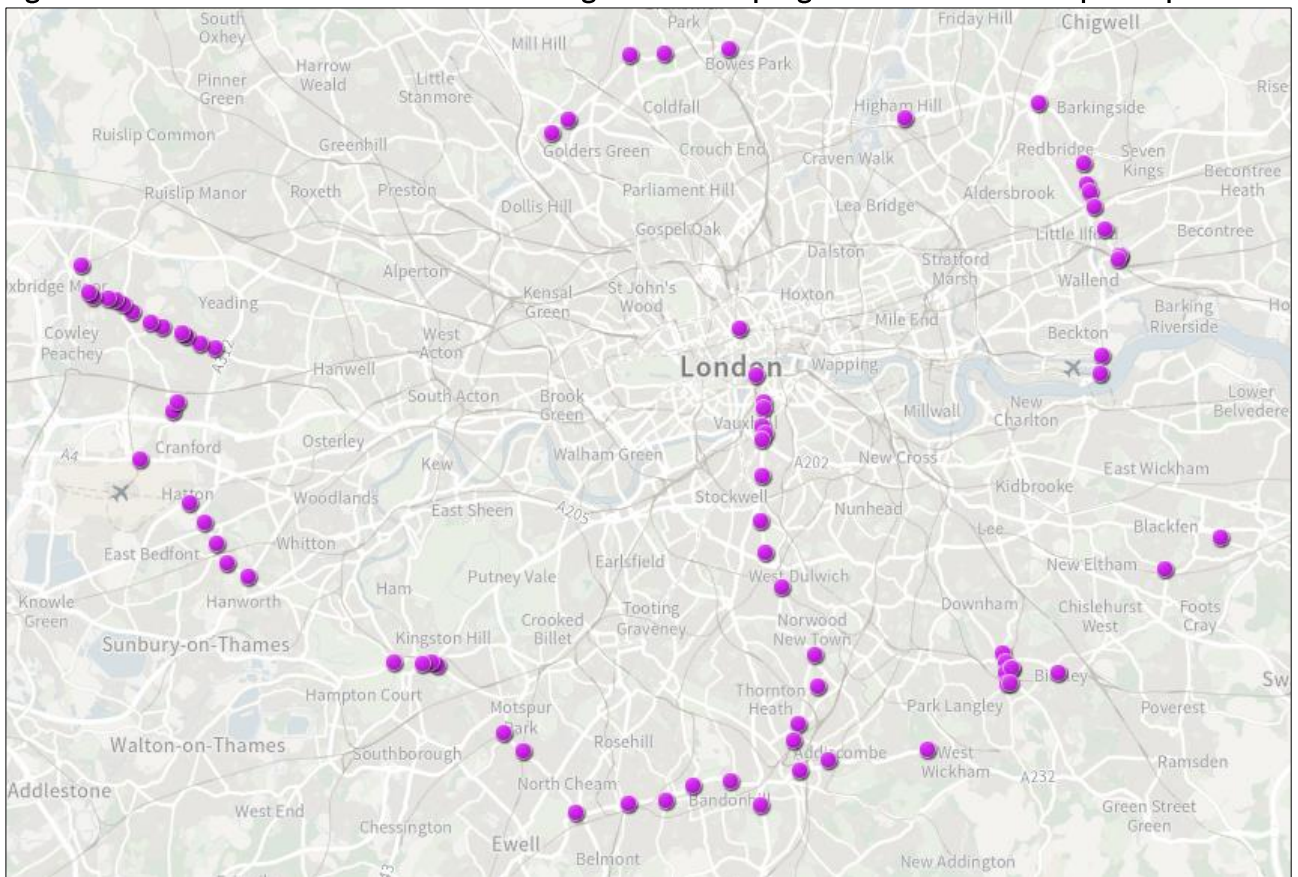 South
Oxhey
Mill Hill
Park
Friday Hill
Chigwell
Bowes Park
Harrow
Weald
Pinner
Green
Little
Stanmore
Rise
Coldfall
Higham Hill
Barkingside
Ruislip Common
Greenhill
Golders Green
Crouch End
Craven Walk
Redbridge
Seven
Kings
Becontree
Heath
Ruislip Manor
Roxeth
Preston
Parliament Hill
Aldersbrook
Dollis Hill
Lea Bridge
Gospel Oak
Little Ilford
Becontree
Dalston
Stratford
Marsh
Alperton
Wallend
xbridge Moor
Yeading
Kensal
Green
St John's
Wood
Hoxton
Barking
Riverside
Ho
Mile End
Beckton
Cowley
Peachey
West
Acton
A312
Hanwell
London
Wapping
South Acton
Brook
Green
Lower
Belvedere
New
Charlton
Millwall
Vauxhall
Cranford
Osterley
A4
Kew
Walham Green
A202
New Cross
East Wickham
Hatton
Woodlands
Stockwell
Kidbrooke
East Sheen
A205
Nunhead
Lee
Blackfen
East Bedfont
Whitton
Earlsfield
New Eltham
Putney Vale
West Dulwich
Ham
Knowle
Green
Hanworth
Tooting
Graveney
Downham
Chislehurst
West
Foots
Cray
Crooked
Billet
Norwood
New Town
Sunbury-on-Thames
Kingston Hill
Bickley
Sw
Hampton Court
Thornton
Heath
Park Langley
Poverest
Motspur
Park
Walton-on-Thames
Southborough
Rosehill
Addiscombe
West
Wickham
A232
Ramsden
North Cheam
Addlestone
West End
Bandonhill
Green Street
Green
Chessington
Ewell
Belmont
New Addington